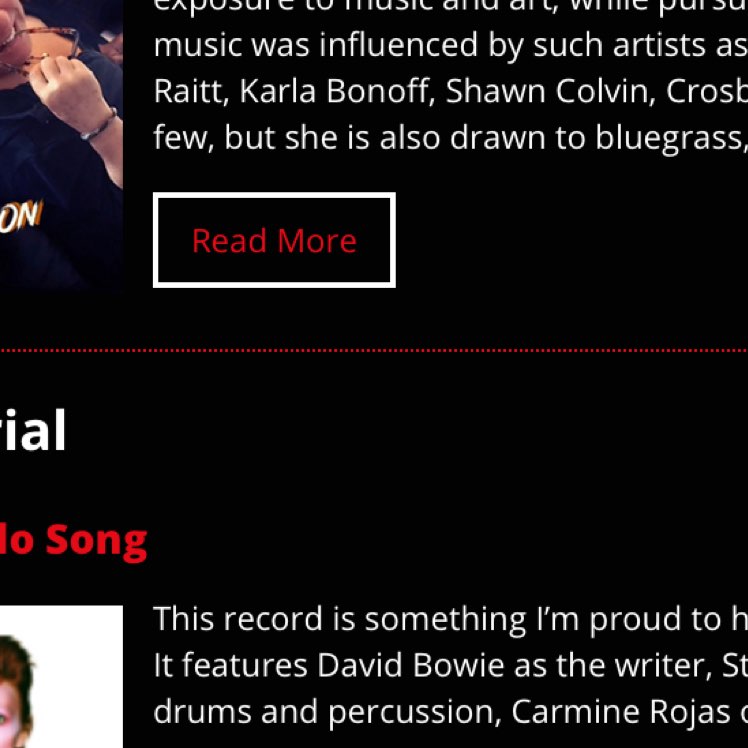 exposure to music and art, while pursu
music was influenced by such artists as
Raitt, Karla Bonoff, Shawn Colvin, Crosb
few, but she is also drawn to bluegrass,
ON
Read More
rial
lo Song
This record is something I’m proud to h
It features David Bowie as the writer, St
drums and percussion, Carmine Rojas o